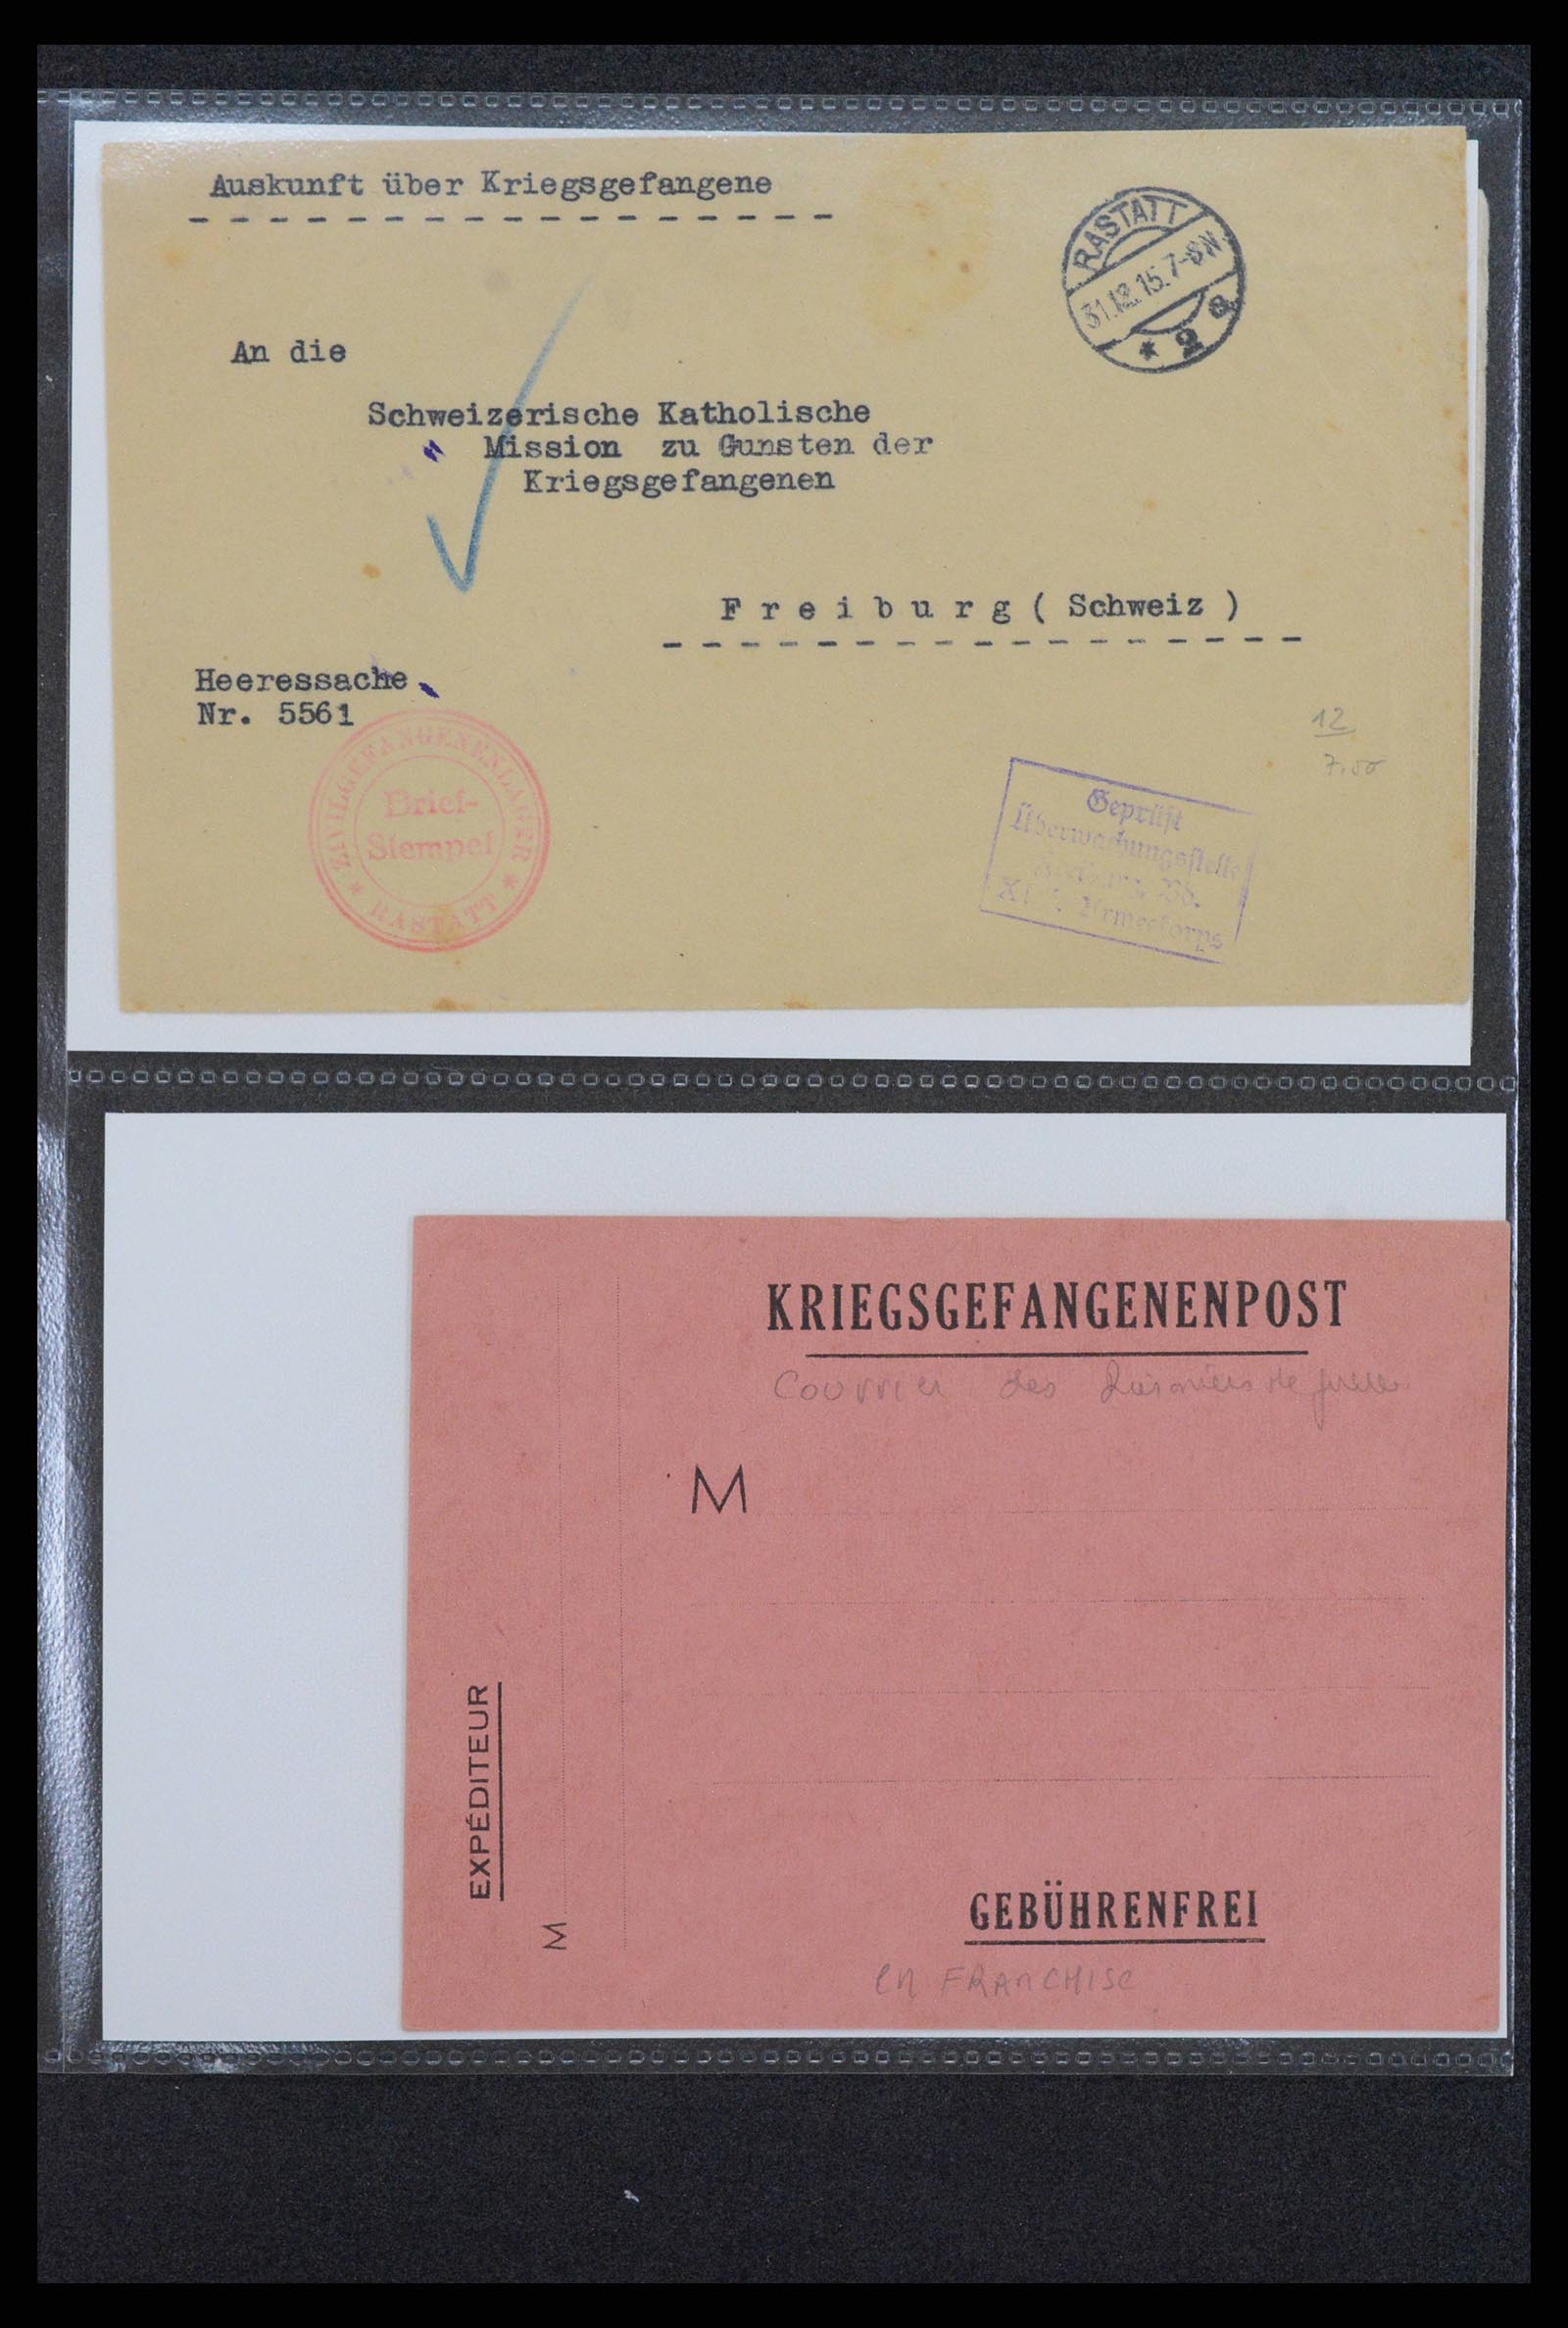 Auskunft über Kriegsgefangene
RASTATT
31.12.15.7-8N.
* 2 a
An die
Schweizerische Katholische
" Mission zu Gunsten der
Kriegsgefangenen
Freiburg ( Schweiz )
Heeressache
Nr. 5561
ZIVILGEFANGENENLAGER
Brief-
Stempel
* RASTATT *
12
Geprüft
Überwachungsstelle
Armeekorps
KRIEGSGEFANGENENPOST
Courrier des Prisonniers de guerre
M
EXPÉDITEUR
M
GEBÜHRENFREI
en FRAnCHISe